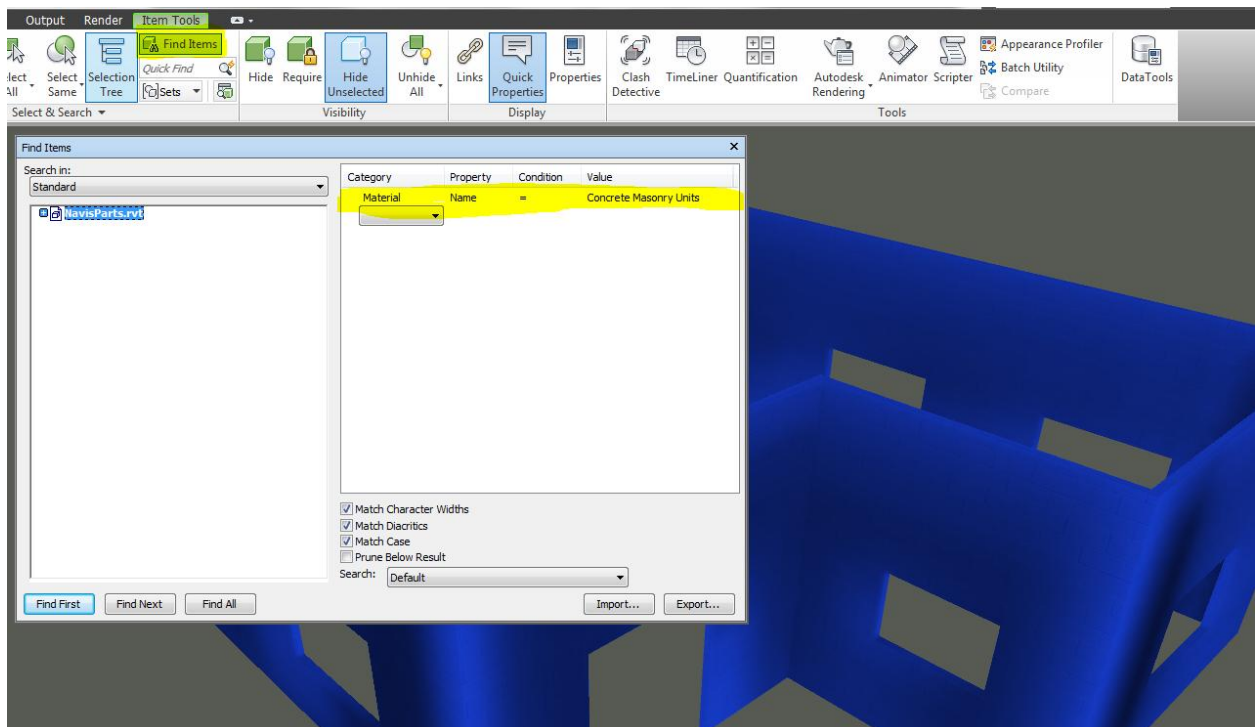 Output Render Item Tools
Find Items
Quick Find
Sets
lect All
Select Same
Selection Tree
Select & Search
Hide
Require
Hide Unselected
Unhide All
Visibility
Links
Quick Properties
Properties
Display
Clash Detective
TimeLiner
Quantification
Autodesk Rendering
Animator
Scripter
Appearance Profiler
Batch Utility
Compare
Tools
DataTools
Find Items
Search in:
Standard
NavisParts.rvt
Category Property Condition Value
Material Name = Concrete Masonry Units
Match Character Widths
Match Diacritics
Match Case
Prune Below Result
Search: Default
Find First Find Next Find All Import... Export...